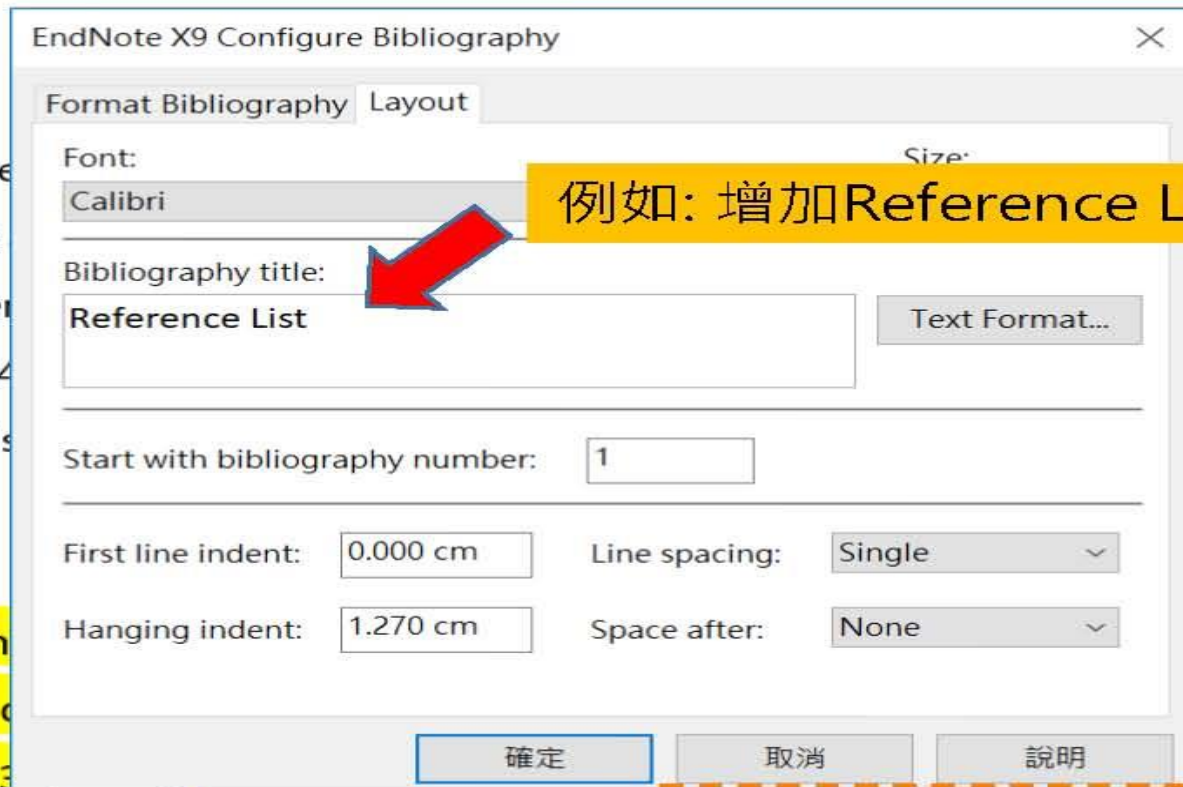 EndNote X9 Configure Bibliography
Format Bibliography Layout
Font: Size:
Calibri
例如: 增加Reference L
Bibliography title:
Reference List
Text Format...
Start with bibliography number: 1
First line indent: 0.000 cm Line spacing: Single
Hanging indent: 1.270 cm Space after: None
確定 取消 說明